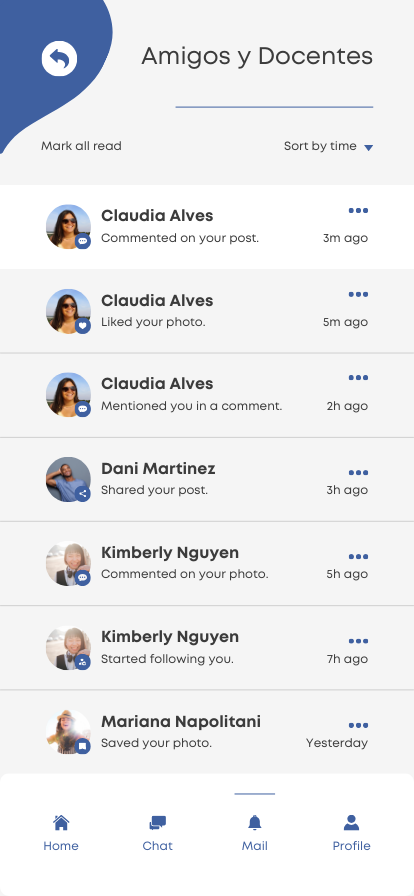 Amigos y Docentes
Mark all read
Sort by time
Claudia Alves
Commented on your post.
3m ago
Claudia Alves
Liked your photo.
5m ago
Claudia Alves
Mentioned you in a comment.
2h ago
Dani Martinez
Shared your post.
3h ago
Kimberly Nguyen
Commented on your photo.
5h ago
Kimberly Nguyen
Started following you.
7h ago
Mariana Napolitani
Saved your photo.
Yesterday
Home
Chat
Mail
Profile